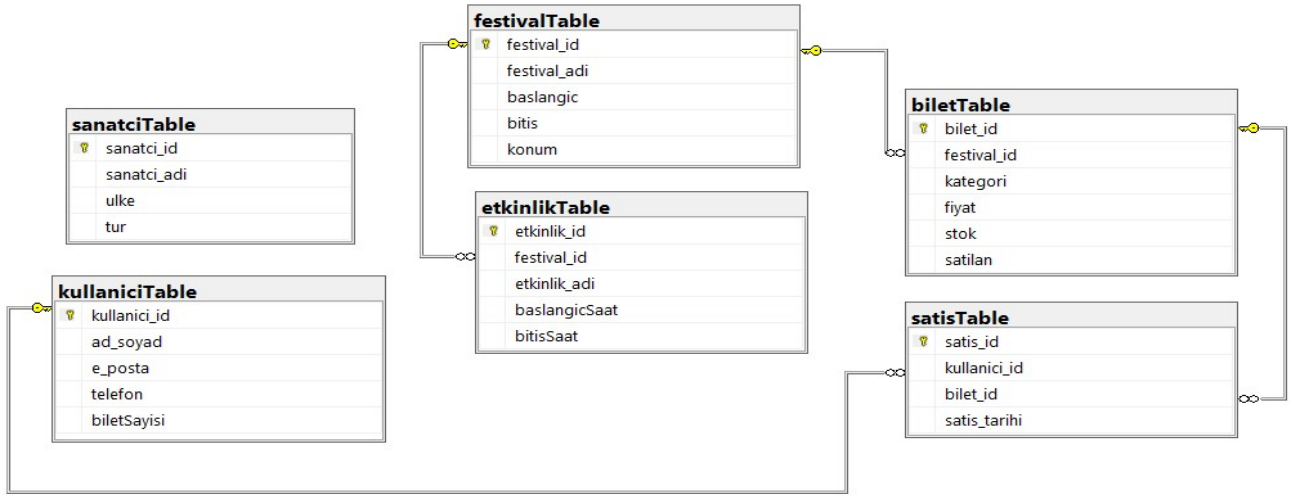 festivalTable
festival_id
festival_adi
baslangic
bitis
konum
sanatciTable
sanatci_id
sanatci_adi
ulke
tur
biletTable
bilet_id
festival_id
kategori
fiyat
stok
satilan
etkinlikTable
etkinlik_id
festival_id
etkinlik_adi
baslangicSaat
bitisSaat
kullaniciTable
kullanici_id
ad_soyad
e_posta
telefon
biletSayisi
satisTable
satis_id
kullanici_id
bilet_id
satis_tarihi